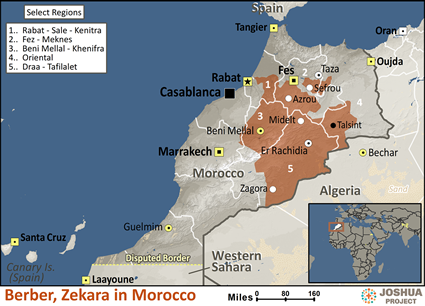 Select Regions
1.. Rabat - Sale - Kenitra
2.. Fez - Meknes
3.. Beni Mellal - Khenifra
4.. Oriental
5.. Draa - Tafilalet
Spain
Tangier
Oran
Rabat
Fes
Taza
Oujda
Sefrou
Casablanca
1
2
Azrou
4
3
Midelt
Talsint
Beni Mellal
Er Rachidia
Marrakech
Bechar
Morocco
5
Zagora
Algeria
Sand
Guelmim
Santa Cruz
Canary Is.
(Spain)
Disputed Border
Western
Sahara
Laayoune
Berber, Zekara in Morocco
Miles
0
80
160
JOSHUA
PROJECT